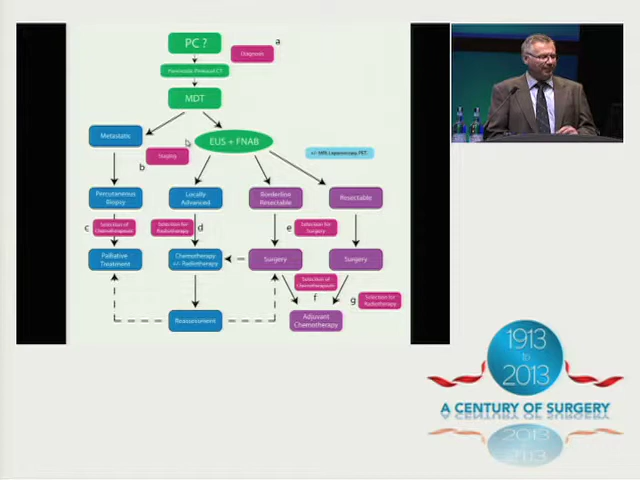 PC ?
a
Diagnosis
Pancreatic Protocol CT
MDT
Metastatic
EUS + FNAB
+/- MRI, Laparoscopy, PET,
Staging
b
Percutaneous
Biopsy
Locally
Advanced
Borderline
Resectable
Resectable
c
Selection of
Chemotherapeutic
Selection for
Radiotherapy
d
e
Selection for
Surgery
Palliative
Treatment
Chemotherapy
+/- Radiotherapy
Surgery
Surgery
Selection of
Chemotherapeutic
f
g
Selection for
Radiotherapy
Reassessment
Adjuvant
Chemotherapy
1913
to
2013
A CENTURY OF SURGERY